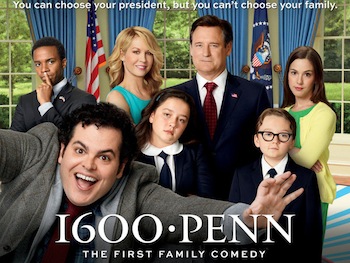 You can choose your president, but you can't choose your family.
1600·PENN
THE FIRST FAMILY COMEDY